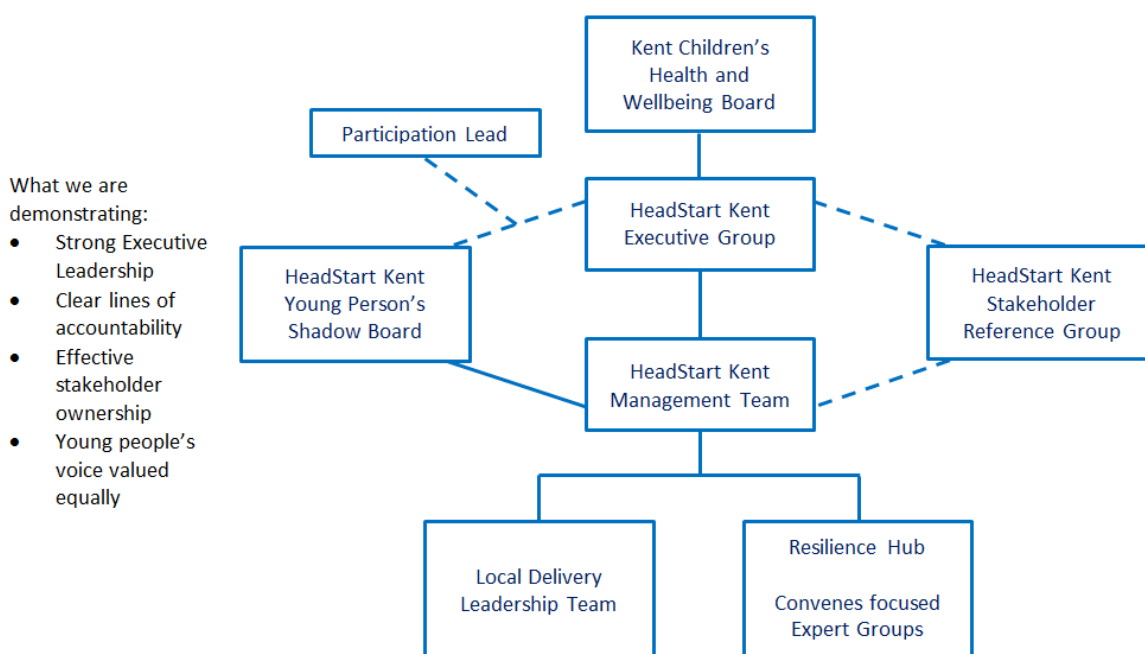 Kent Children’s
Health and
Wellbeing Board
Participation Lead
What we are
demonstrating:
• Strong Executive
Leadership
• Clear lines of
accountability
• Effective
stakeholder
ownership
• Young people’s
voice valued
equally
HeadStart Kent
Executive Group
HeadStart Kent
Young Person’s
Shadow Board
HeadStart Kent
Stakeholder
Reference Group
HeadStart Kent
Management Team
Local Delivery
Leadership Team
Resilience Hub
Convenes focused
Expert Groups